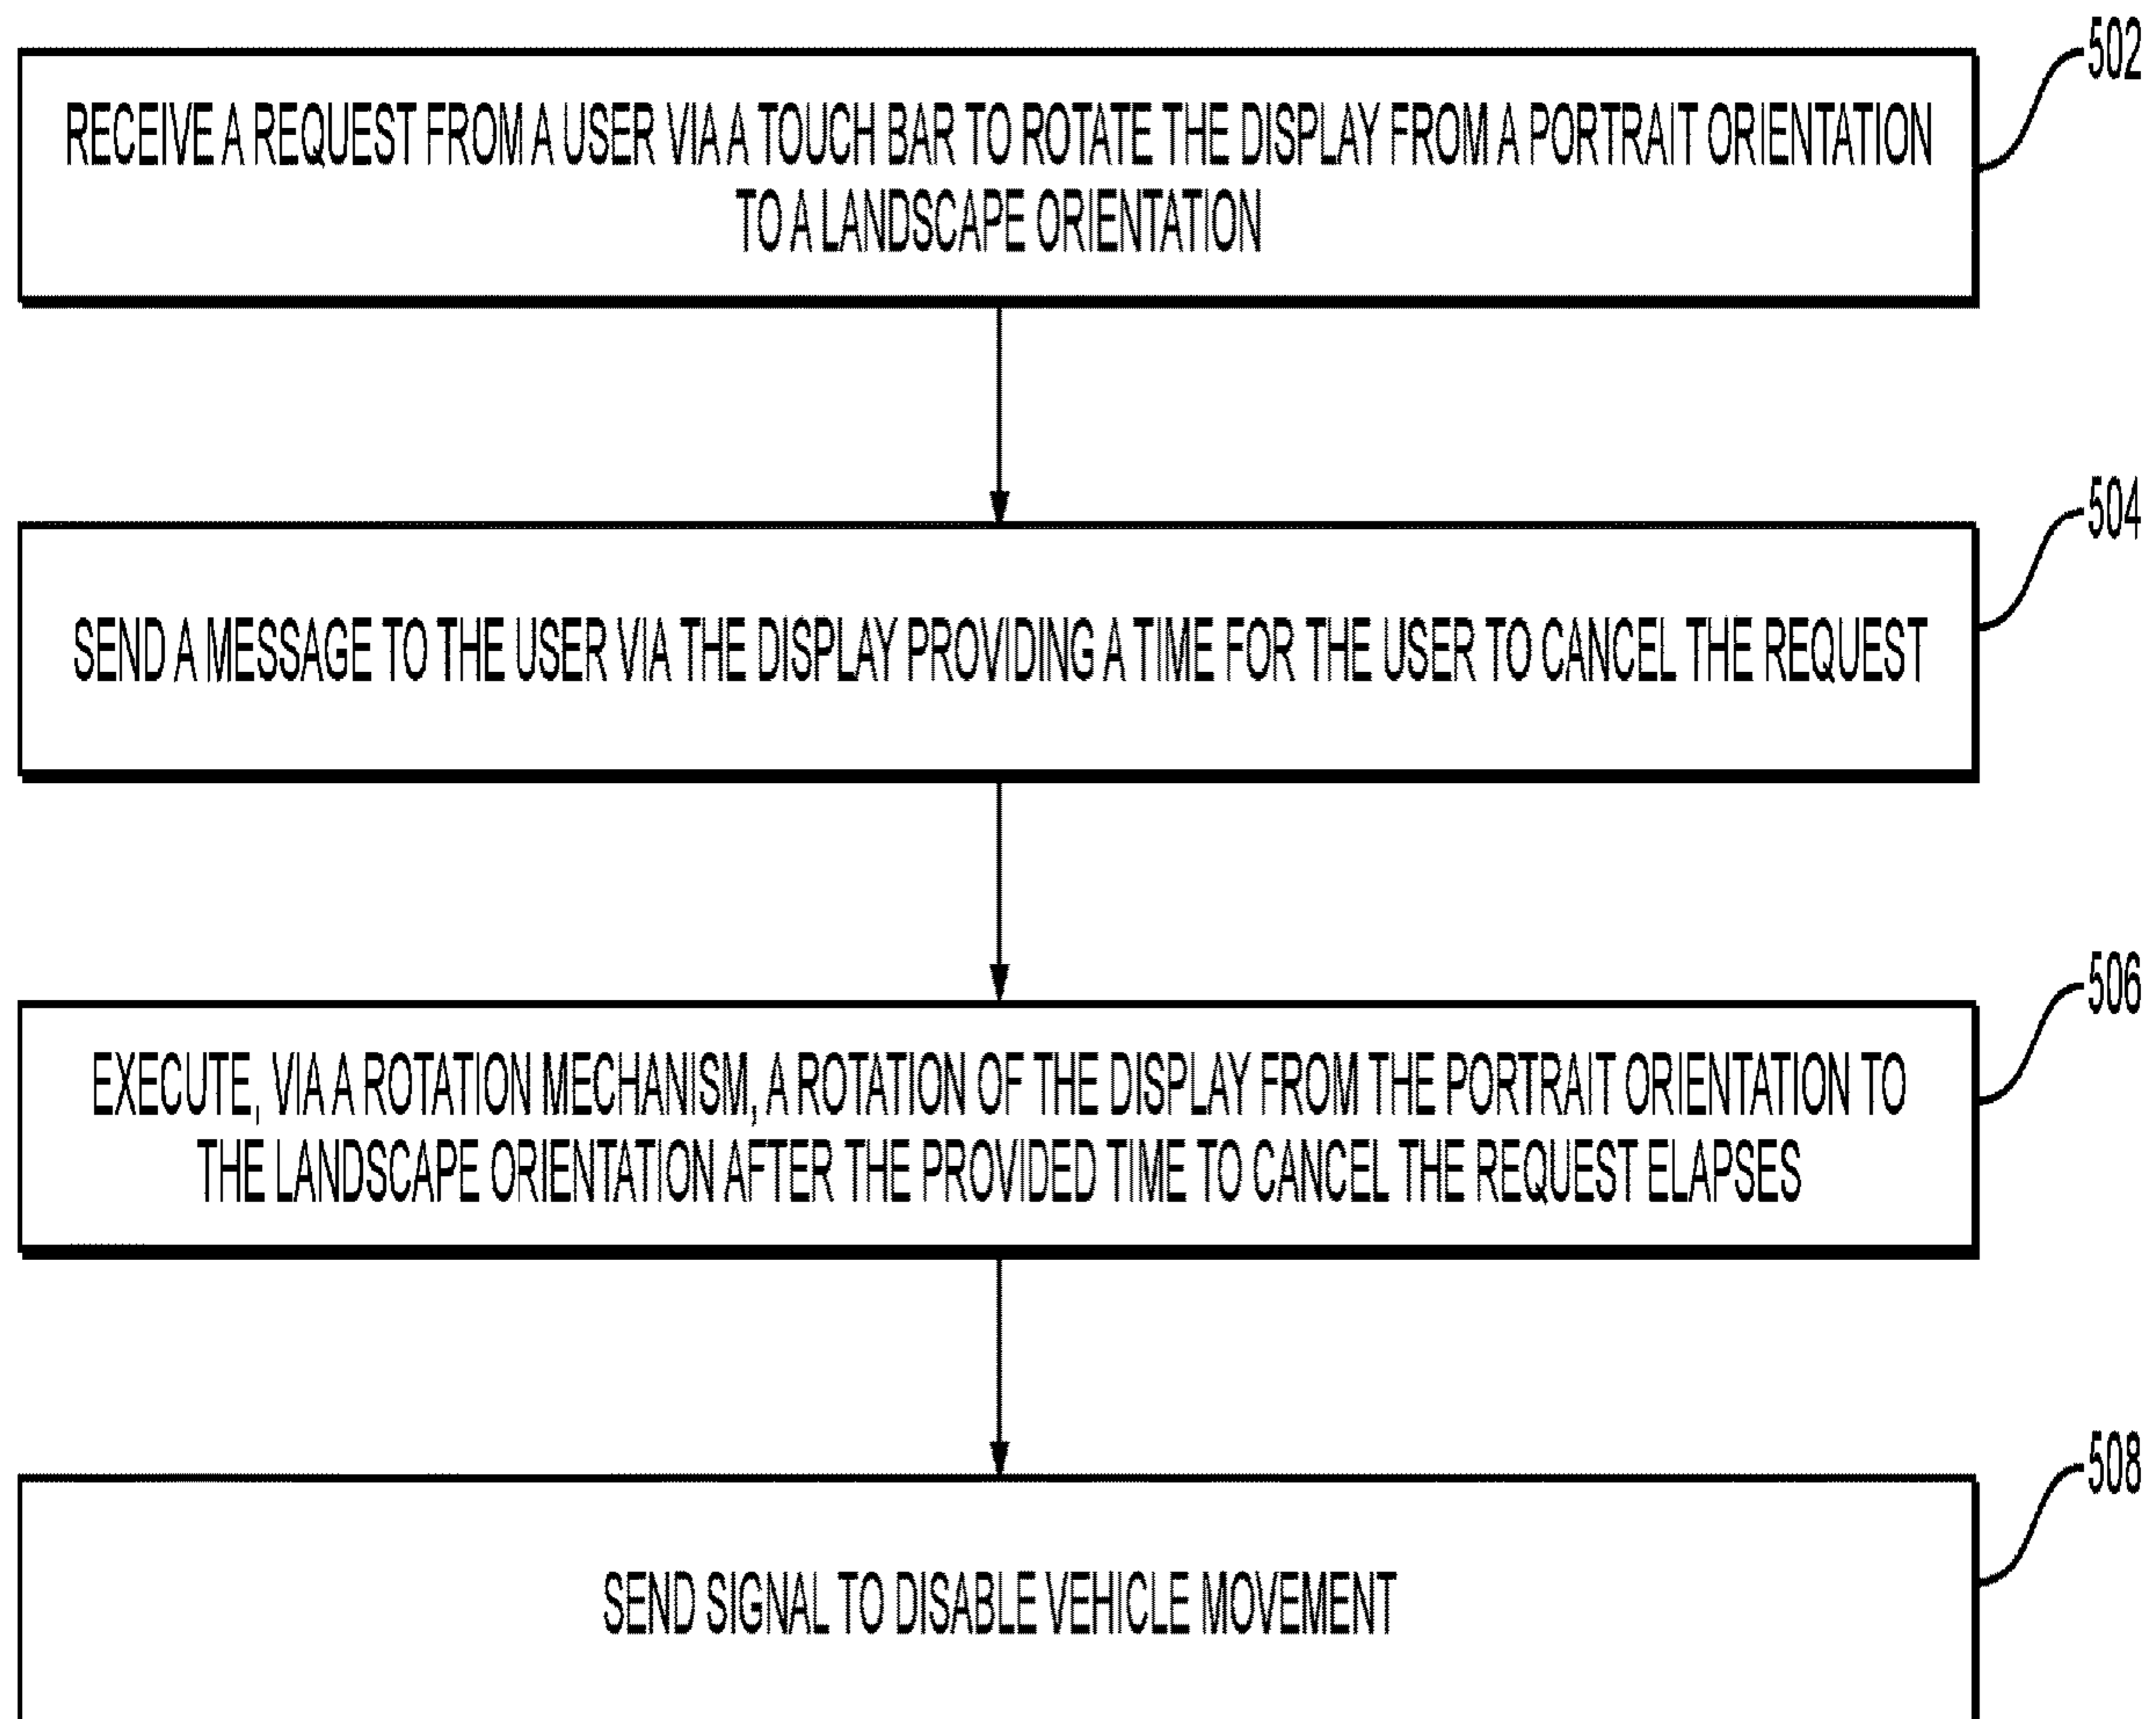 502
RECEIVE A REQUEST FROM A USER VIA A TOUCH BAR TO ROTATE THE DISPLAY FROM A PORTRAIT ORIENTATION
TO A LANDSCAPE ORIENTATION
504
SEND A MESSAGE TO THE USER VIA THE DISPLAY PROVIDING A TIME FOR THE USER TO CANCEL THE REQUEST
506
EXECUTE, VIA A ROTATION MECHANISM, A ROTATION OF THE DISPLAY FROM THE PORTRAIT ORIENTATION TO
THE LANDSCAPE ORIENTATION AFTER THE PROVIDED TIME TO CANCEL THE REQUEST ELAPSES
508
SEND SIGNAL TO DISABLE VEHICLE MOVEMENT